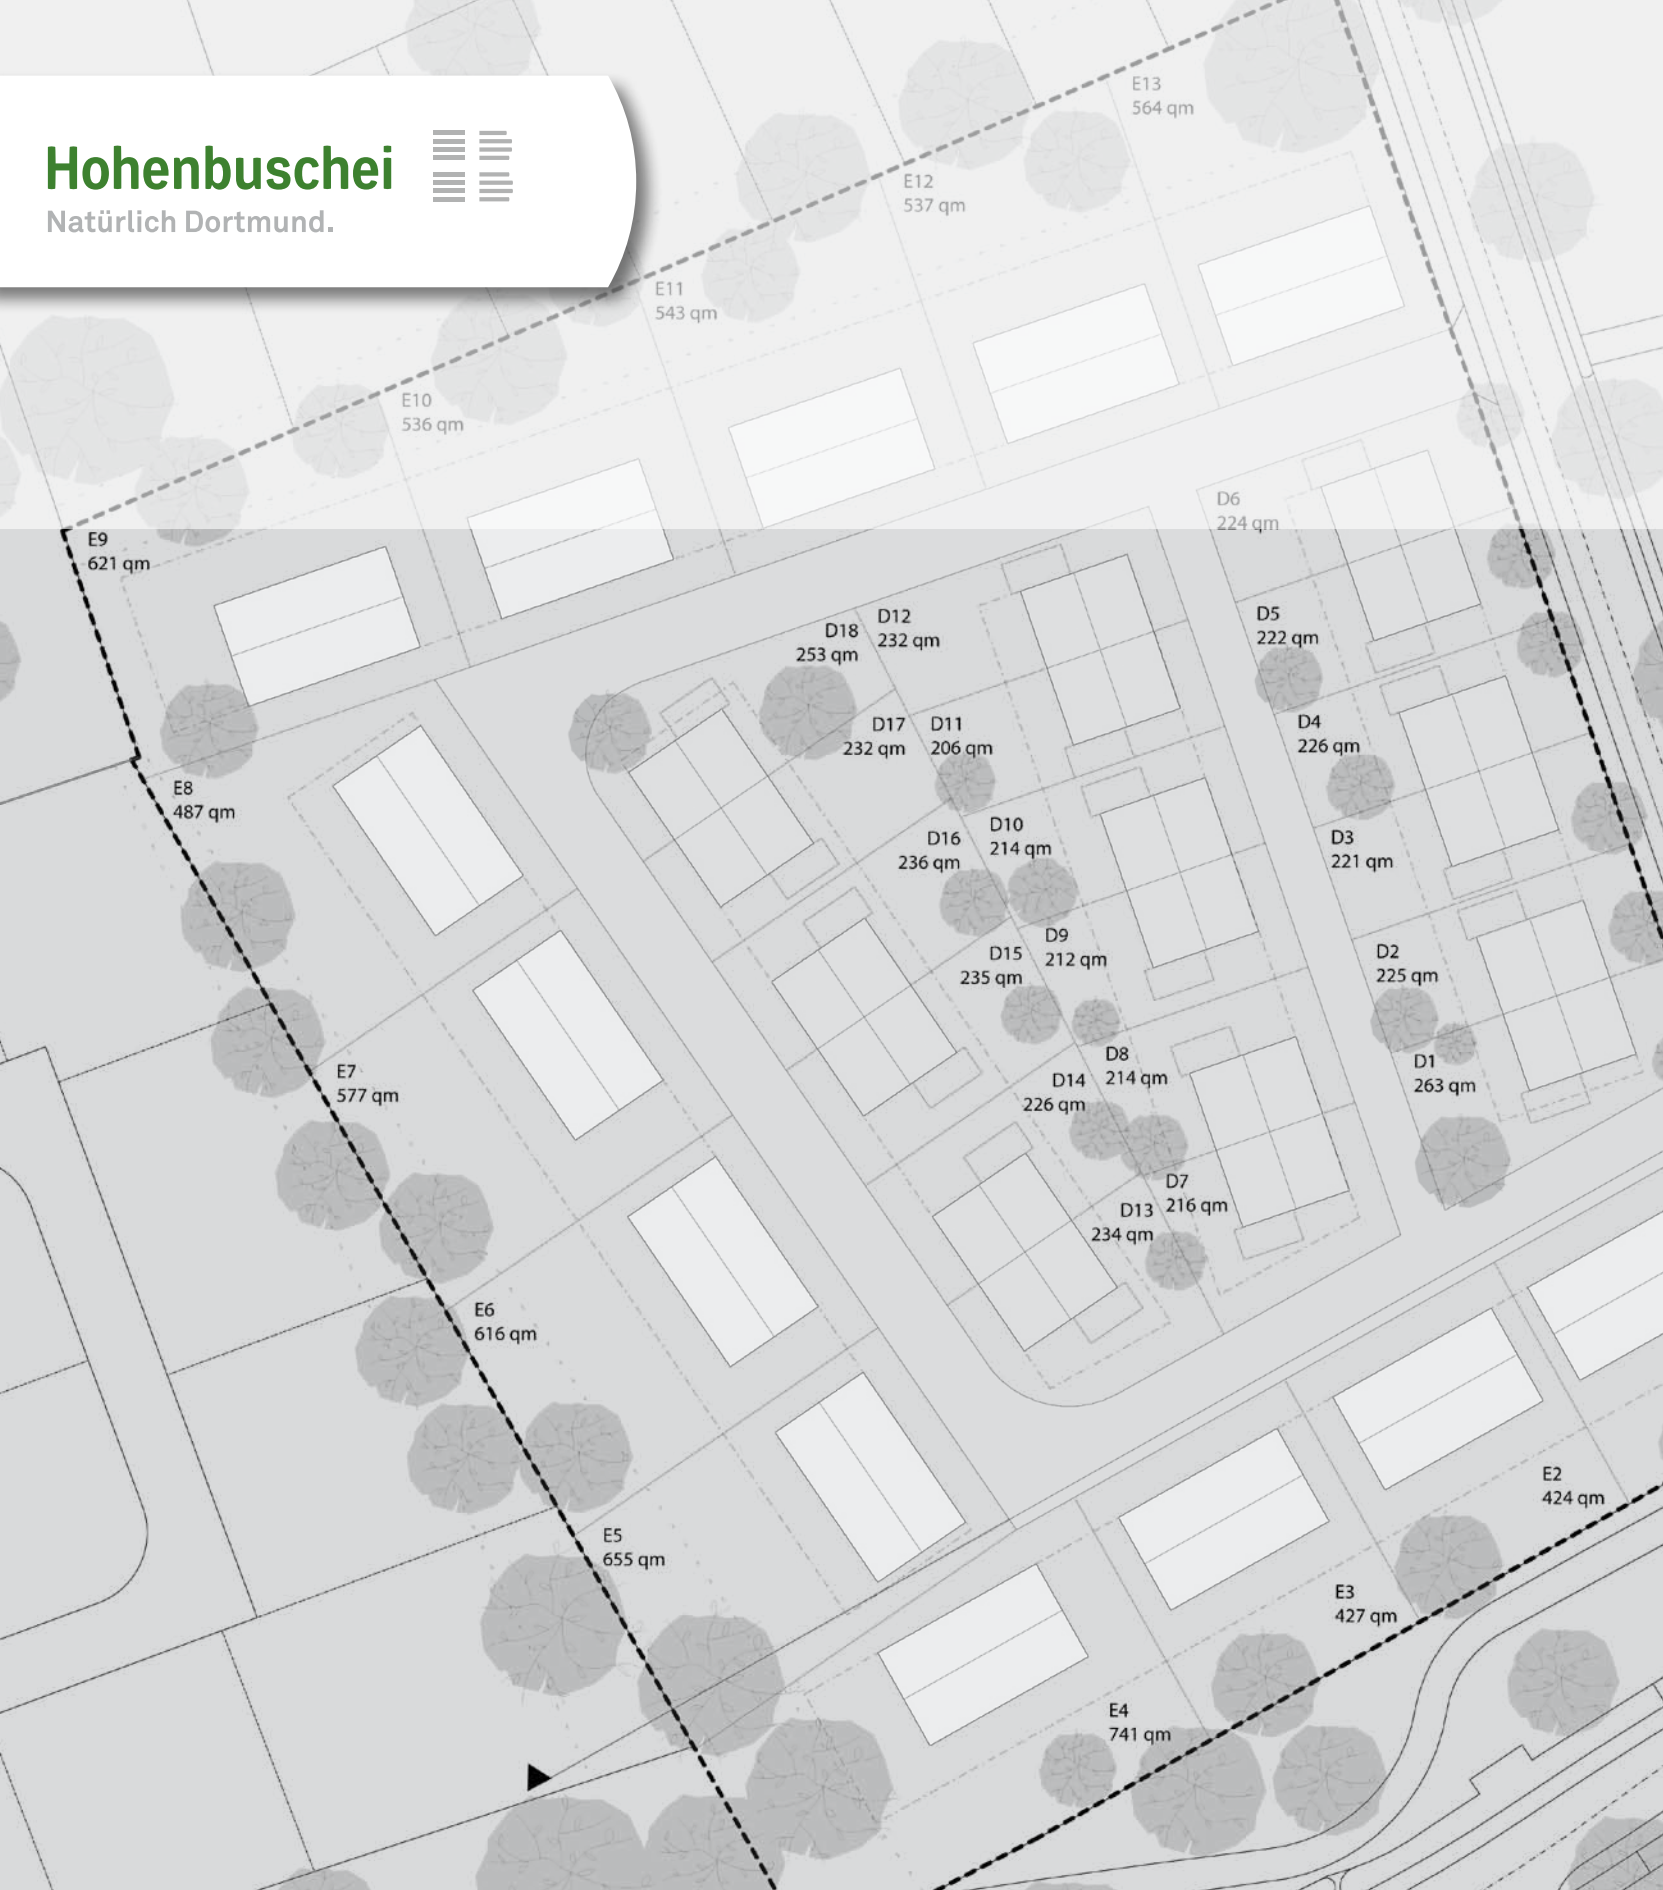 Hohenbuschei
Natürlich Dortmund.
E13
564 qm
E12
537 qm
E11
543 qm
E10
536 qm
E9
621 qm
D6
224 qm
D5
222 qm
D12
232 qm
D18
253 qm
D17
232 qm
D11
206 qm
D4
226 qm
E8
487 qm
D16
236 qm
D10
214 qm
D3
221 qm
D15
235 qm
D9
212 qm
D2
225 qm
E7
577 qm
D14
226 qm
D8
214 qm
D1
263 qm
D13
234 qm
D7
216 qm
E6
616 qm
E5
655 qm
E2
424 qm
E3
427 qm
E4
741 qm